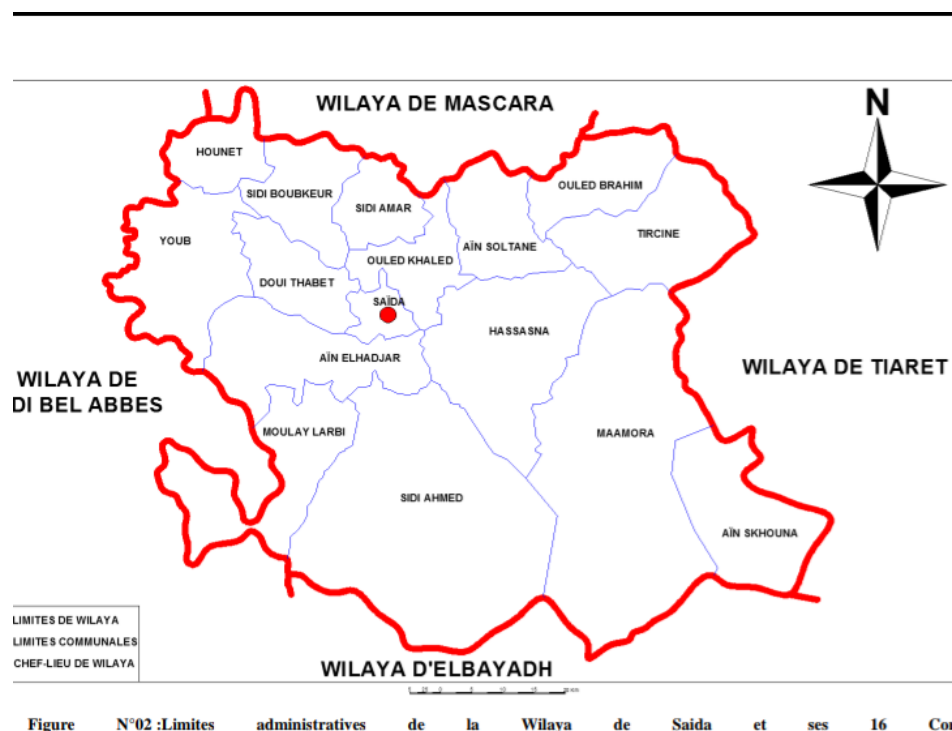 WILAYA DE MASCARA
N
HOUNET
SIDI BOUBKEUR
SIDI AMAR
OULED BRAHIM
YOUB
AÏN SOLTANE
TIRCINE
OULED KHALED
DOUI THABET
SAÏDA
HASSASNA
AÏN ELHADJAR
WILAYA DE TIARET
WILAYA DE
DI BEL ABBES
MOULAY LARBI
MAAMORA
SIDI AHMED
AÏN SKHOUNA
LIMITES DE WILAYA
LIMITES COMMUNALES
CHEF-LIEU DE WILAYA
WILAYA D'ELBAYADH
Figure N°02 :Limites administratives de la Wilaya de Saida et ses 16 Co